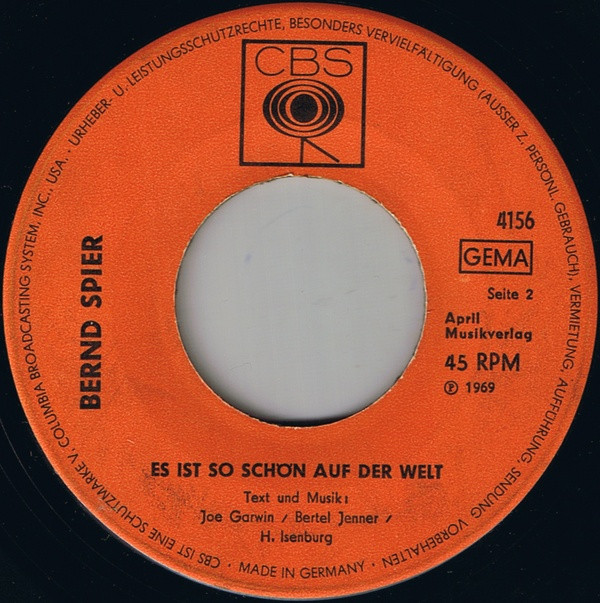 URHEBER- U. LEISTUNGSSCHUTZRECHTE, BESONDERS VERVIELFÄLTIGUNG (AUSSER Z. PERSÖNL. GEBRAUCH), VERMIETUNG, AUFFÜHRUNG, SENDUNG VORBEHALTEN
CBS
4156
GEMA
Seite 2
April
Musikverlag
45 RPM
Ⓟ 1969
BERND SPIER
ES IST SO SCHÖN AUF DER WELT
Text und Musik:
Joe Garwin / Bertel Jenner /
H. Isenburg
CBS IST EINE SCHUTZMARKE V. COLUMBIA BROADCASTING SYSTEM, INC., USA. ·
· MADE IN GERMANY ·